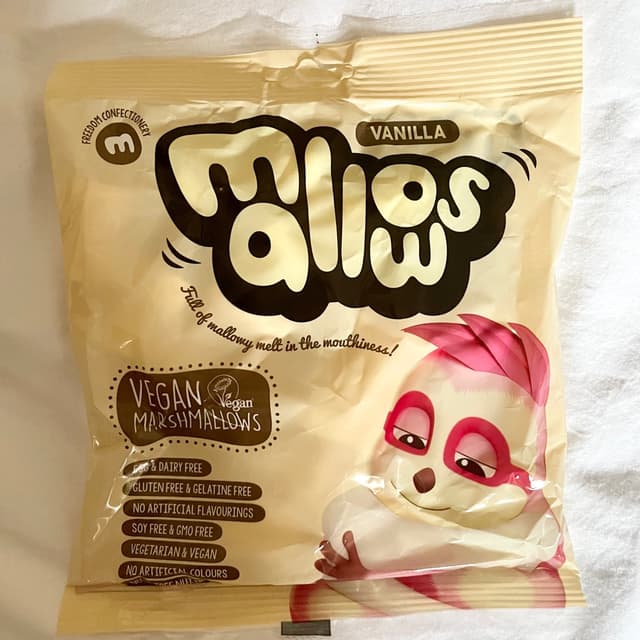 FREEDOM CONFECTIONERY
m
VANILLA
mallows
Full of mallowy melt in the mouthiness!
VEGAN
Vegan
MARSHMALLOWS
EGG & DAIRY FREE
GLUTEN FREE & GELATINE FREE
NO ARTIFICIAL FLAVOURINGS
SOY FREE & GMO FREE
VEGETARIAN & VEGAN
NO ARTIFICIAL COLOURS